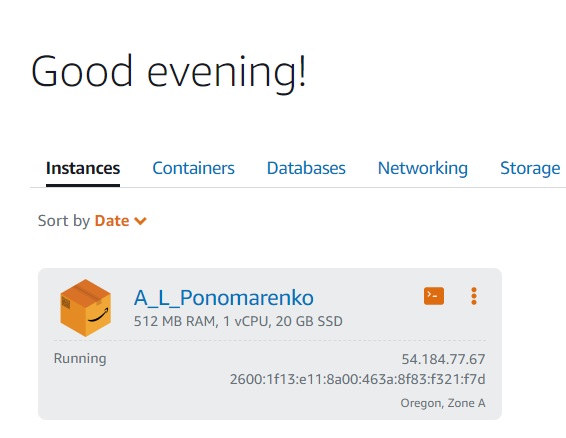 Good evening!
Instances Containers Databases Networking Storage
Sort by Date
A_L_Ponomarenko
512 MB RAM, 1 vCPU, 20 GB SSD
Running
54.184.77.67
2600:1f13:e11:8a00:463a:8f83:f321:f7d
Oregon, Zone A